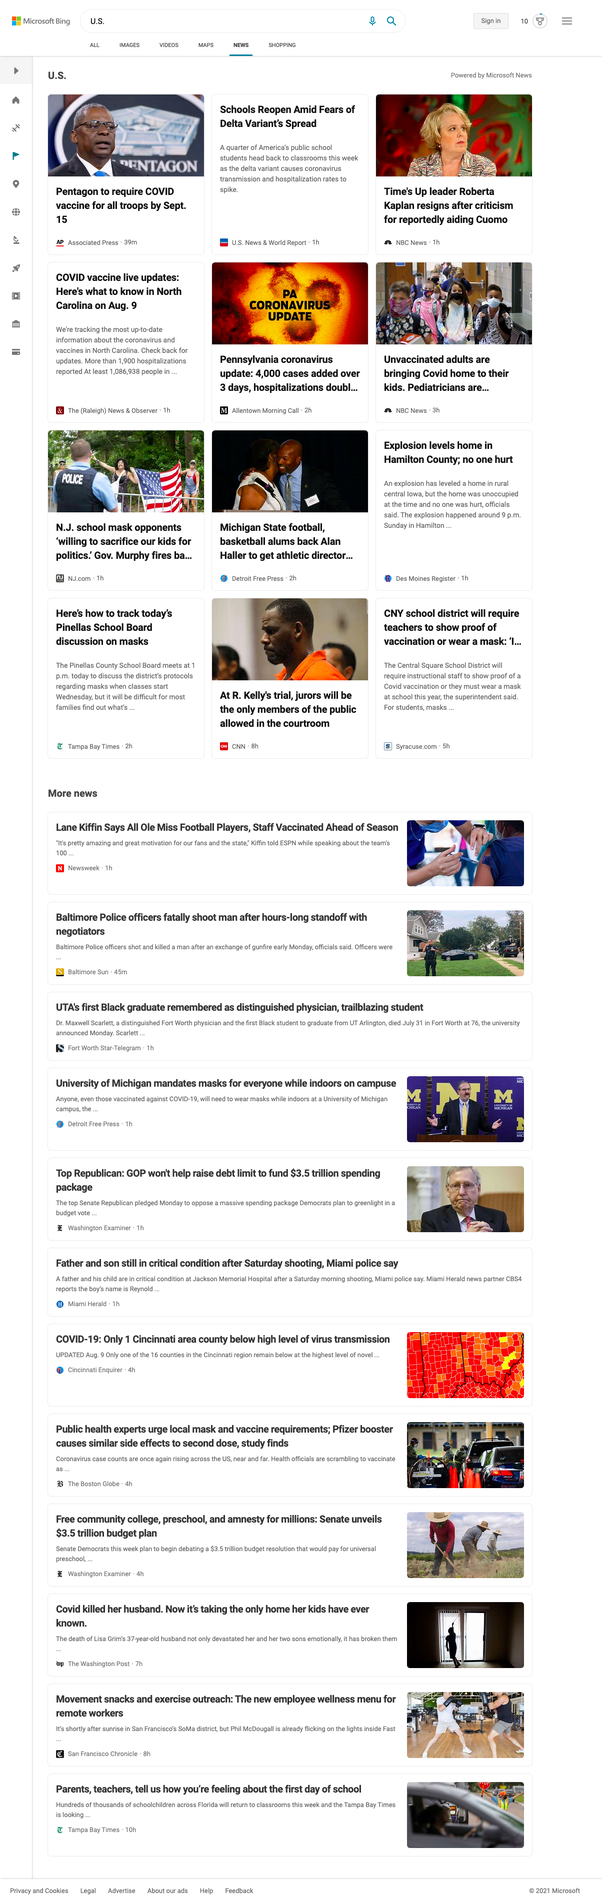 Microsoft Bing
U.S.
Sign in
10
ALL IMAGES VIDEOS MAPS NEWS SHOPPING
U.S.
Powered by Microsoft News
PENTAGON
Pentagon to require COVID
vaccine for all troops by Sept.
15
AP Associated Press · 39m
Schools Reopen Amid Fears of
Delta Variant's Spread
A quarter of America's public school
students head back to classrooms this week
as the delta variant causes coronavirus
transmission and hospitalization rates to
spike.
U.S. News & World Report · 1h
Time's Up leader Roberta
Kaplan resigns after criticism
for reportedly aiding Cuomo
NBC News · 1h
COVID vaccine live updates:
Here's what to know in North
Carolina on Aug. 9
We're tracking the most up-to-date
information about the coronavirus and
vaccines in North Carolina. Check back for
updates. More than 1,900 hospitalizations
reported At least 1,086,938 people in ...
The (Raleigh) News & Observer · 1h
PA
CORONAVIRUS
UPDATE
Pennsylvania coronavirus
update: 4,000 cases added over
3 days, hospitalizations doubl...
Allentown Morning Call · 2h
Unvaccinated adults are
bringing Covid home to their
kids. Pediatricians are...
NBC News · 3h
POLICE
N.J. school mask opponents
'willing to sacrifice our kids for
politics.' Gov. Murphy fires ba...
NJ.com · 1h
Michigan State football,
basketball alums back Alan
Haller to get athletic director...
Detroit Free Press · 2h
Explosion levels home in
Hamilton County; no one hurt
An explosion has leveled a home in rural
central Iowa, but the home was unoccupied
at the time and no one was hurt, officials
said. The explosion happened around 9 p.m.
Sunday in Hamilton ...
Des Moines Register · 1h
Here's how to track today's
Pinellas School Board
discussion on masks
The Pinellas County School Board meets at 1
p.m. today to discuss the district's protocols
regarding masks when classes start
Wednesday, but it will be difficult for most
families find out what's ...
Tampa Bay Times · 2h
At R. Kelly's trial, jurors will be
the only members of the public
allowed in the courtroom
CNN · 8h
CNY school district will require
teachers to show proof of
vaccination or wear a mask: 'I...
The Central Square School District will
require instructional staff to show proof of a
Covid vaccination or they must wear a mask
at school this year, the superintendent said.
For students, masks ...
Syracuse.com · 5h
More news
Lane Kiffin Says All Ole Miss Football Players, Staff Vaccinated Ahead of Season
"It's pretty amazing and great motivation for our fans and the state," Kiffin told ESPN while speaking about the team's
100 ...
Newsweek · 1h
Baltimore Police officers fatally shoot man after hours-long standoff with
negotiators
Baltimore Police officers shot and killed a man after an exchange of gunfire early Monday, officials said. Officers were
...
Baltimore Sun · 45m
UTA's first Black graduate remembered as distinguished physician, trailblazing student
Dr. Maxwell Scarlett, a distinguished Fort Worth physician and the first Black student to graduate from UT Arlington, died July 31 in Fort Worth at 76, the university
announced Monday. Scarlett ...
Fort Worth Star-Telegram · 1h
University of Michigan mandates masks for everyone while indoors on campuse
Anyone, even those vaccinated against COVID-19, will need to wear masks while indoors at a University of Michigan
campus, the ...
Detroit Free Press · 1h
Top Republican: GOP won't help raise debt limit to fund $3.5 trillion spending
package
The top Senate Republican pledged Monday to oppose a massive spending package Democrats plan to greenlight in a
budget vote ...
Washington Examiner · 1h
Father and son still in critical condition after Saturday shooting, Miami police say
A father and his child are in critical condition at Jackson Memorial Hospital after a Saturday morning shooting, Miami police say. Miami Herald news partner CBS4
reports the boy's name is Reynold ...
Miami Herald · 1h
COVID-19: Only 1 Cincinnati area county below high level of virus transmission
UPDATED Aug. 9 Only one of the 16 counties in the Cincinnati region remain below at the highest level of novel ...
Cincinnati Enquirer · 4h
Public health experts urge local mask and vaccine requirements; Pfizer booster
causes similar side effects to second dose, study finds
Coronavirus case counts are once again rising across the US, near and far. Health officials are scrambling to vaccinate
as ...
The Boston Globe · 4h
Free community college, preschool, and amnesty for millions: Senate unveils
$3.5 trillion budget plan
Senate Democrats this week plan to begin debating a $3.5 trillion budget resolution that would pay for universal
preschool, ...
Washington Examiner · 4h
Covid killed her husband. Now it's taking the only home her kids have ever
known.
The death of Lisa Grim's 37-year-old husband not only devastated her and her two sons emotionally, it has broken them
...
The Washington Post · 7h
Movement snacks and exercise outreach: The new employee wellness menu for
remote workers
It's shortly after sunrise in San Francisco's SoMa district, but Phil McDougall is already flicking on the lights inside Fast
...
San Francisco Chronicle · 8h
Parents, teachers, tell us how you're feeling about the first day of school
Hundreds of thousands of schoolchildren across Florida will return to classrooms this week and the Tampa Bay Times
is looking ...
Tampa Bay Times · 10h
Privacy and Cookies Legal Advertise About our ads Help Feedback © 2021 Microsoft